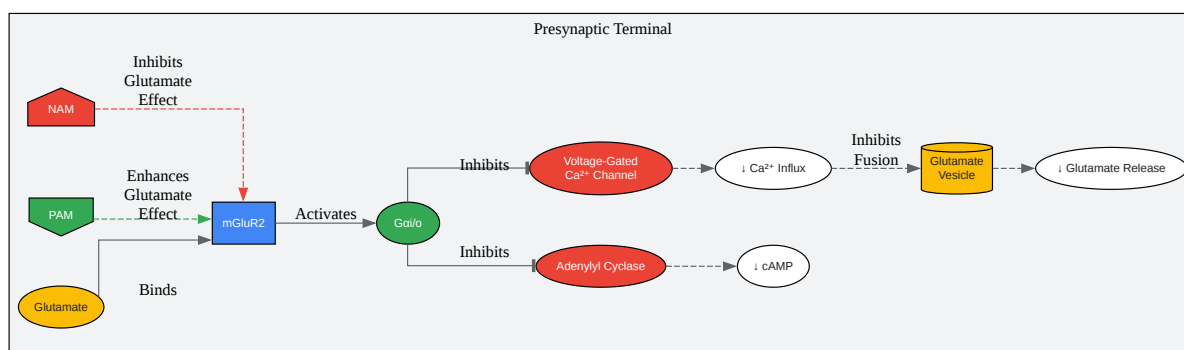 Presynaptic Terminal
Inhibits
Glutamate
Effect
NAM
Enhances
Glutamate
Effect
PAM
mGluR2
Activates
Gαi/o
Binds
Glutamate
Inhibits
Voltage-Gated
Ca²⁺ Channel
↓ Ca²⁺ Influx
Inhibits
Fusion
Glutamate
Vesicle
↓ Glutamate Release
Inhibits
Adenylyl Cyclase
↓ cAMP